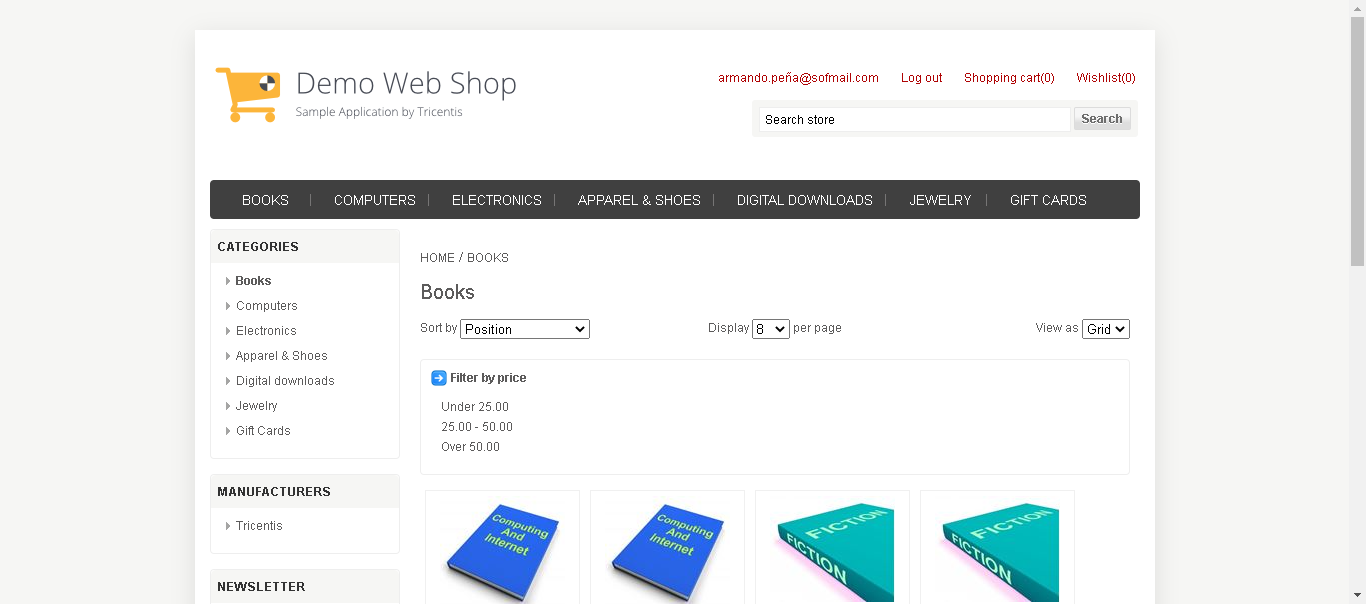 Demo Web Shop
Sample Application by Tricentis
armando.peña@sofmail.com Log out Shopping cart(0) Wishlist(0)
Search store Search
BOOKS COMPUTERS ELECTRONICS APPAREL & SHOES DIGITAL DOWNLOADS JEWELRY GIFT CARDS
CATEGORIES
Books
Computers
Electronics
Apparel & Shoes
Digital downloads
Jewelry
Gift Cards
MANUFACTURERS
Tricentis
NEWSLETTER
HOME / BOOKS
Books
Sort by Position Display 8 per page View as Grid
Filter by price
Under 25.00
25.00 - 50.00
Over 50.00
Computing
And
Internet
Computing
And
Internet
FICTION
FICTION
FICTION
FICTION